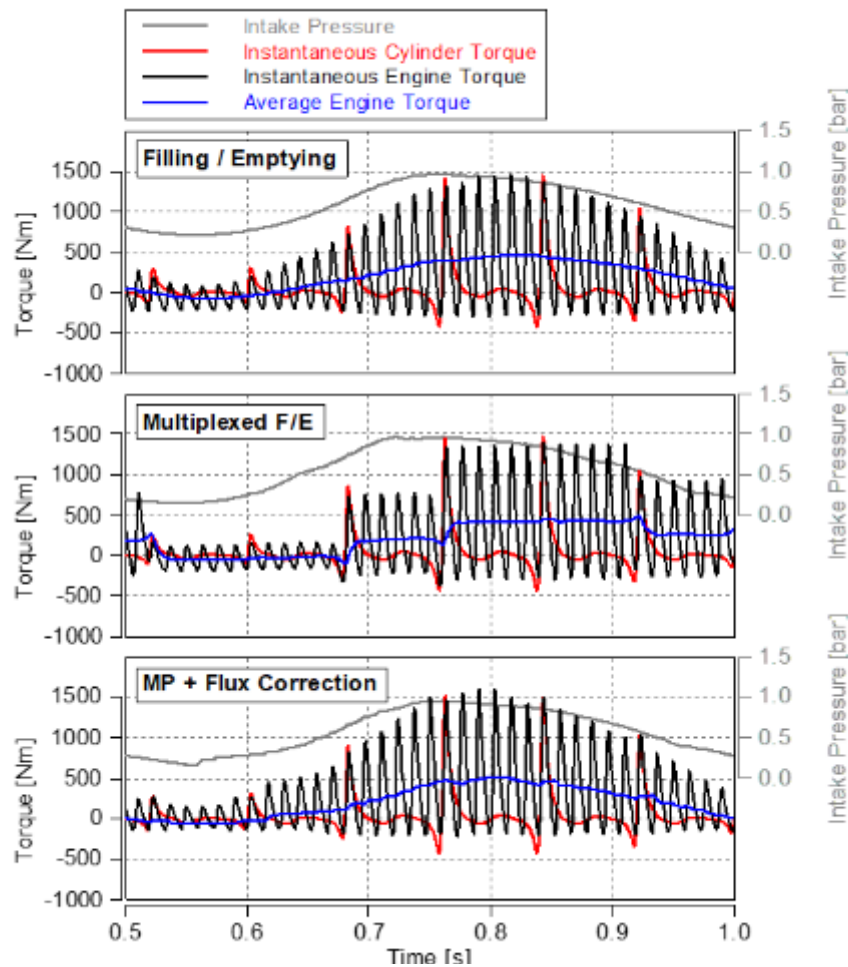 Intake Pressure
Instantaneous Cylinder Torque
Instantaneous Engine Torque
Average Engine Torque
Filling / Emptying
Torque [Nm]
1500
1000
500
0
-500
-1000
1.5
1.0
0.5
0.0
Intake Pressure [bar]
Multiplexed F/E
Torque [Nm]
1500
1000
500
0
-500
-1000
1.5
1.0
0.5
0.0
Intake Pressure [bar]
MP + Flux Correction
Torque [Nm]
1500
1000
500
0
-500
-1000
1.5
1.0
0.5
0.0
Intake Pressure [bar]
0.5 0.6 0.7 0.8 0.9 1.0
Time [s]